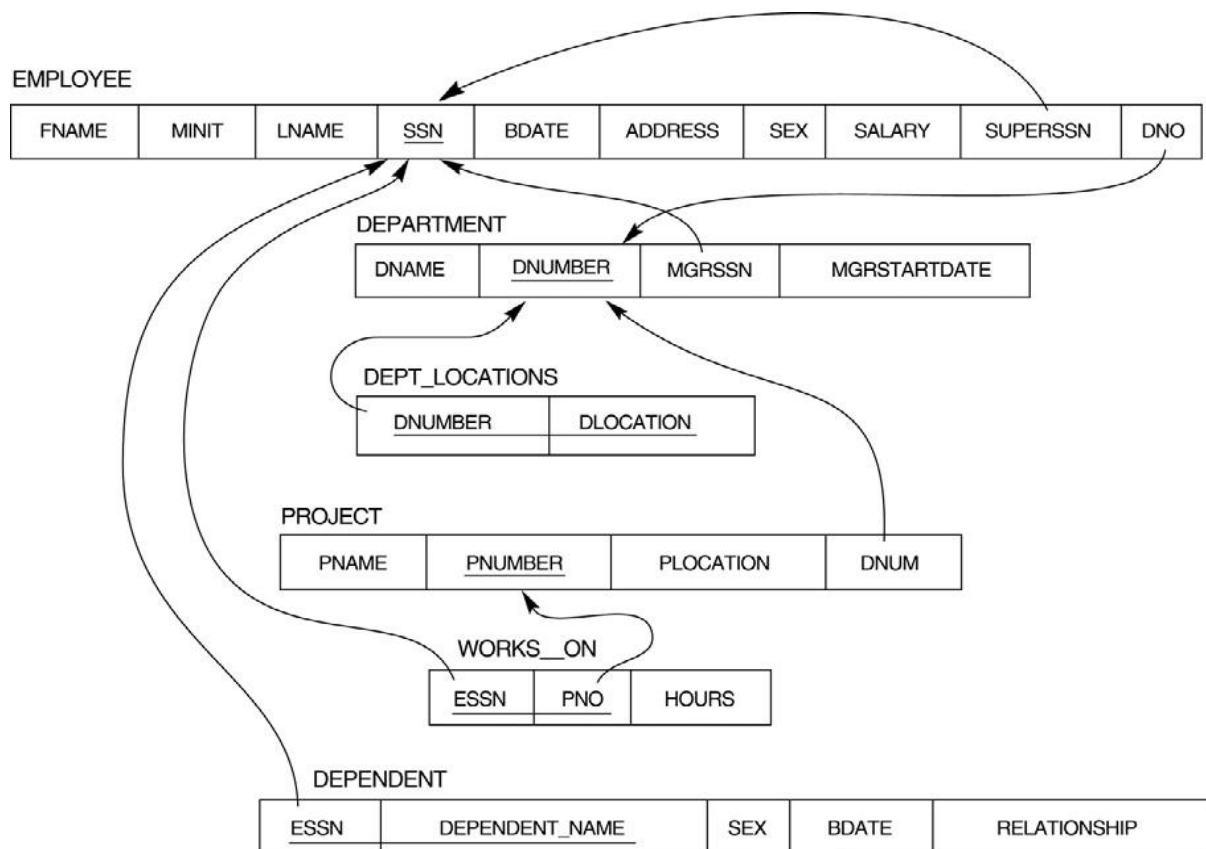 EMPLOYEE
FNAME MINIT LNAME SSN BDATE ADDRESS SEX SALARY SUPERSSN DNO
DEPARTMENT
DNAME DNUMBER MGRSSN MGRSTARTDATE
DEPT_LOCATIONS
DNUMBER DLOCATION
PROJECT
PNAME PNUMBER PLOCATION DNUM
WORKS__ON
ESSN PNO HOURS
DEPENDENT
ESSN DEPENDENT_NAME SEX BDATE RELATIONSHIP